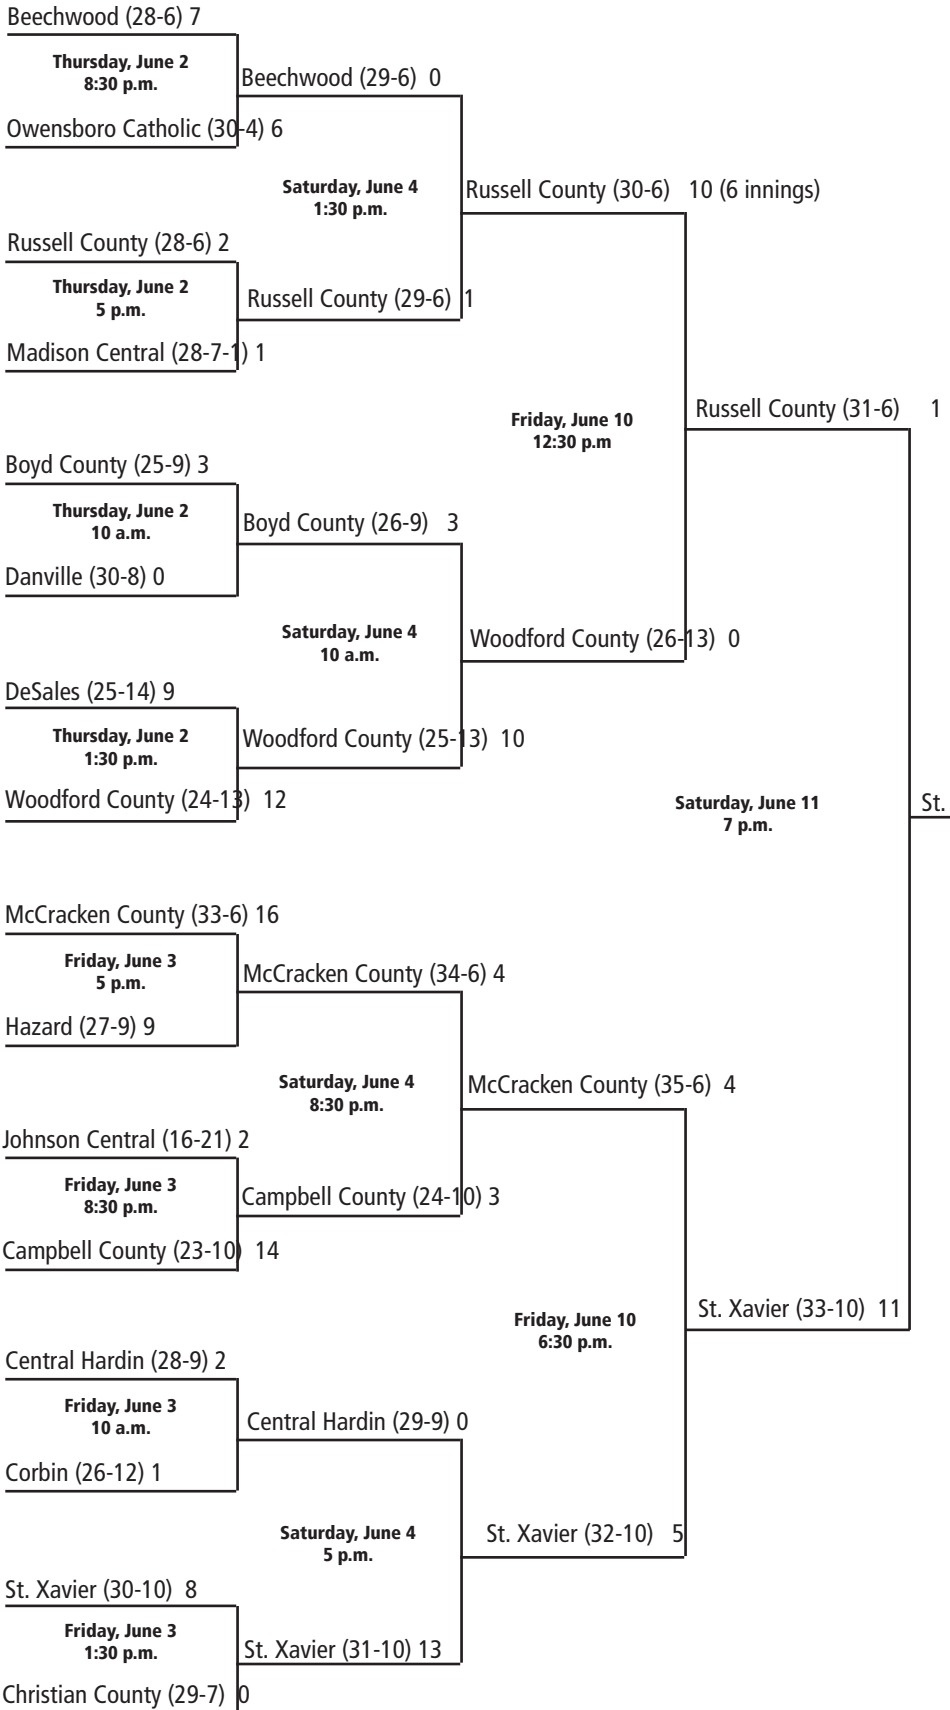 Beechwood (28-6) 7
Thursday, June 2
8:30 p.m.
Beechwood (29-6) 0
Owensboro Catholic (30-4) 6
Saturday, June 4
1:30 p.m.
Russell County (30-6) 10 (6 innings)
Russell County (28-6) 2
Thursday, June 2
5 p.m.
Russell County (29-6) 1
Madison Central (28-7-1) 1
Friday, June 10
12:30 p.m
Russell County (31-6) 1
Boyd County (25-9) 3
Thursday, June 2
10 a.m.
Boyd County (26-9) 3
Danville (30-8) 0
Saturday, June 4
10 a.m.
Woodford County (26-13) 0
DeSales (25-14) 9
Thursday, June 2
1:30 p.m.
Woodford County (25-13) 10
Woodford County (24-13) 12
Saturday, June 11
7 p.m.
St.
McCracken County (33-6) 16
Friday, June 3
5 p.m.
McCracken County (34-6) 4
Hazard (27-9) 9
Saturday, June 4
8:30 p.m.
McCracken County (35-6) 4
Johnson Central (16-21) 2
Friday, June 3
8:30 p.m.
Campbell County (24-10) 3
Campbell County (23-10) 14
Friday, June 10
6:30 p.m.
St. Xavier (33-10) 11
Central Hardin (28-9) 2
Friday, June 3
10 a.m.
Central Hardin (29-9) 0
Corbin (26-12) 1
Saturday, June 4
5 p.m.
St. Xavier (32-10) 5
St. Xavier (30-10) 8
Friday, June 3
1:30 p.m.
St. Xavier (31-10) 13
Christian County (29-7) 0